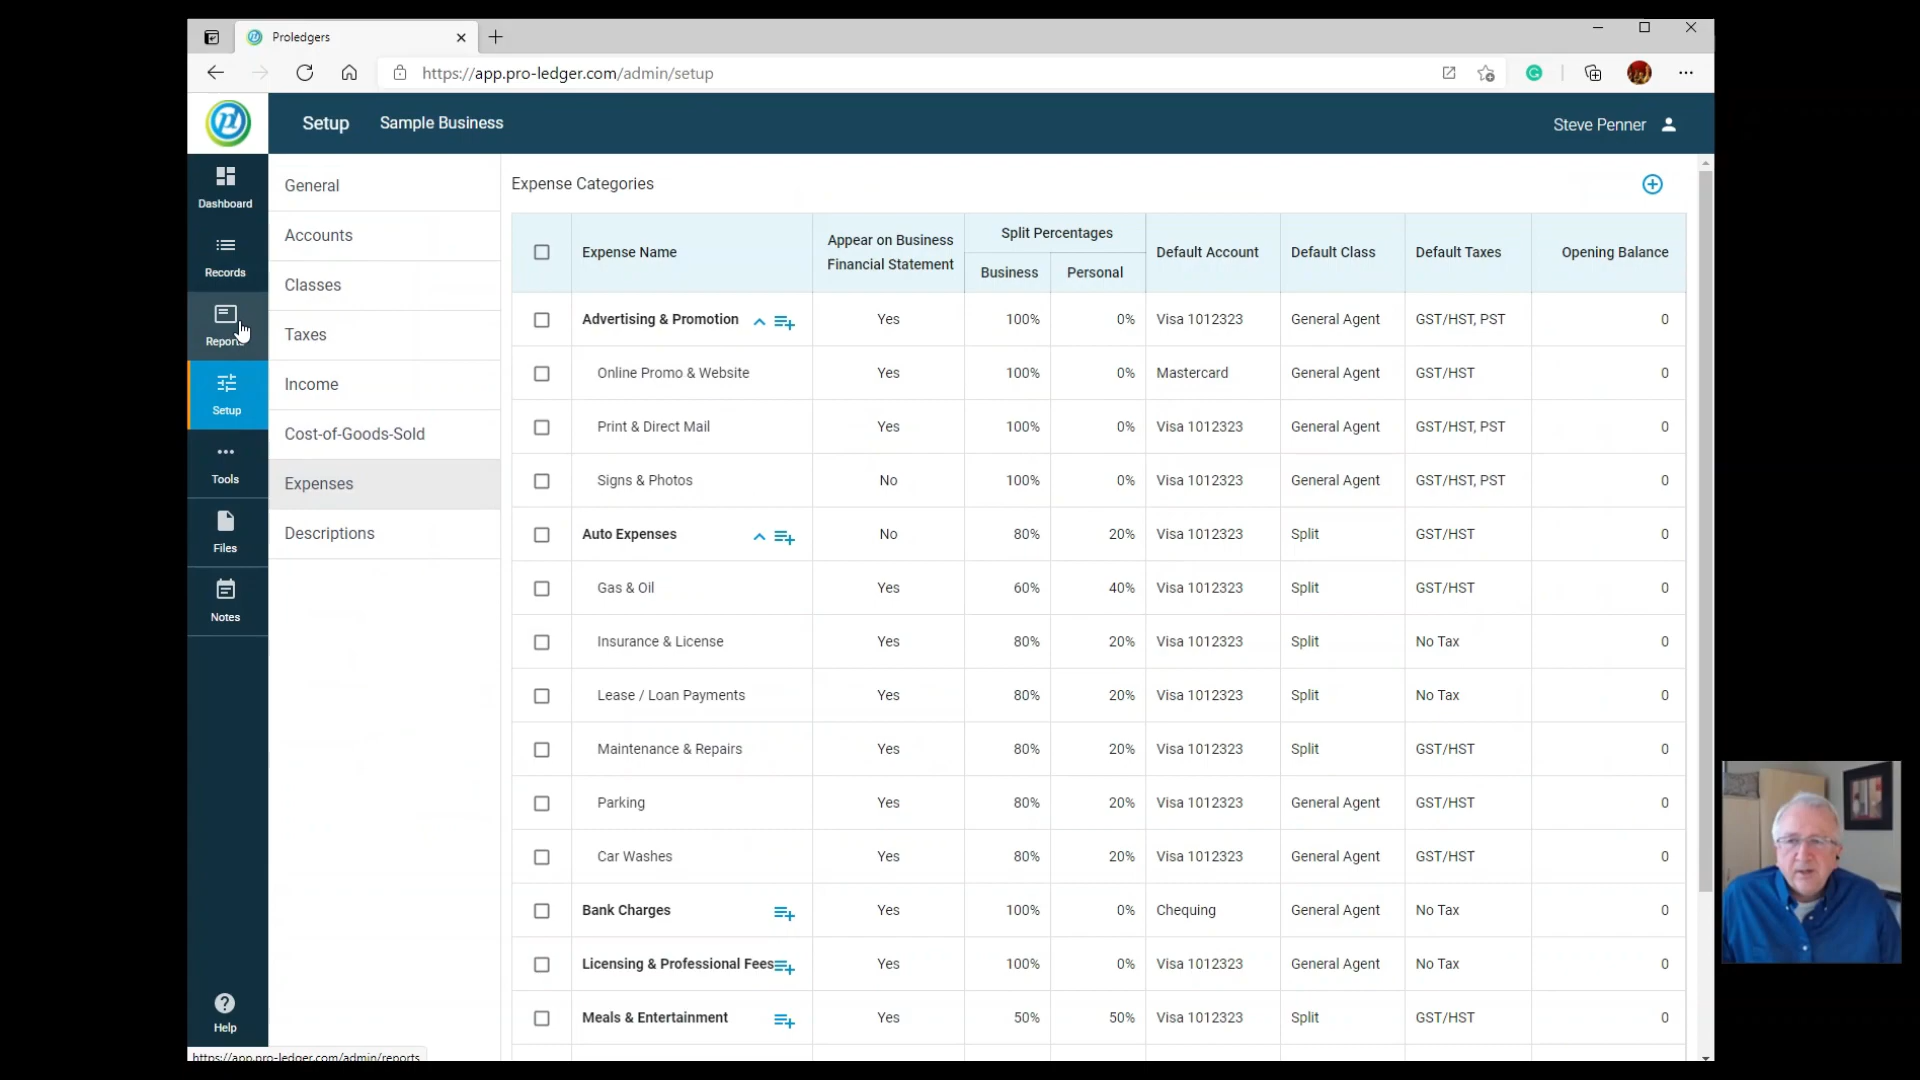 Proledgers
https://app.pro-ledger.com/admin/setup
Setup Sample Business Steve Penner
Dashboard
Records
Reports
Setup
Tools
Files
Notes
Help
General
Accounts
Classes
Taxes
Income
Cost-of-Goods-Sold
Expenses
Descriptions
Expense Categories
Expense Name Appear on Business Financial Statement Split Percentages Business Personal Default Account Default Class Default Taxes Opening Balance
Advertising & Promotion Yes 100% 0% Visa 1012323 General Agent GST/HST, PST 0
Online Promo & Website Yes 100% 0% Mastercard General Agent GST/HST 0
Print & Direct Mail Yes 100% 0% Visa 1012323 General Agent GST/HST, PST 0
Signs & Photos No 100% 0% Visa 1012323 General Agent GST/HST, PST 0
Auto Expenses No 80% 20% Visa 1012323 Split GST/HST 0
Gas & Oil Yes 60% 40% Visa 1012323 Split GST/HST 0
Insurance & License Yes 80% 20% Visa 1012323 Split No Tax 0
Lease / Loan Payments Yes 80% 20% Visa 1012323 Split No Tax 0
Maintenance & Repairs Yes 80% 20% Visa 1012323 Split GST/HST 0
Parking Yes 80% 20% Visa 1012323 General Agent GST/HST 0
Car Washes Yes 80% 20% Visa 1012323 General Agent GST/HST 0
Bank Charges Yes 100% 0% Chequing General Agent No Tax 0
Licensing & Professional Fees Yes 100% 0% Visa 1012323 General Agent No Tax 0
Meals & Entertainment Yes 50% 50% Visa 1012323 Split GST/HST 0
https://app.pro-ledger.com/admin/reports